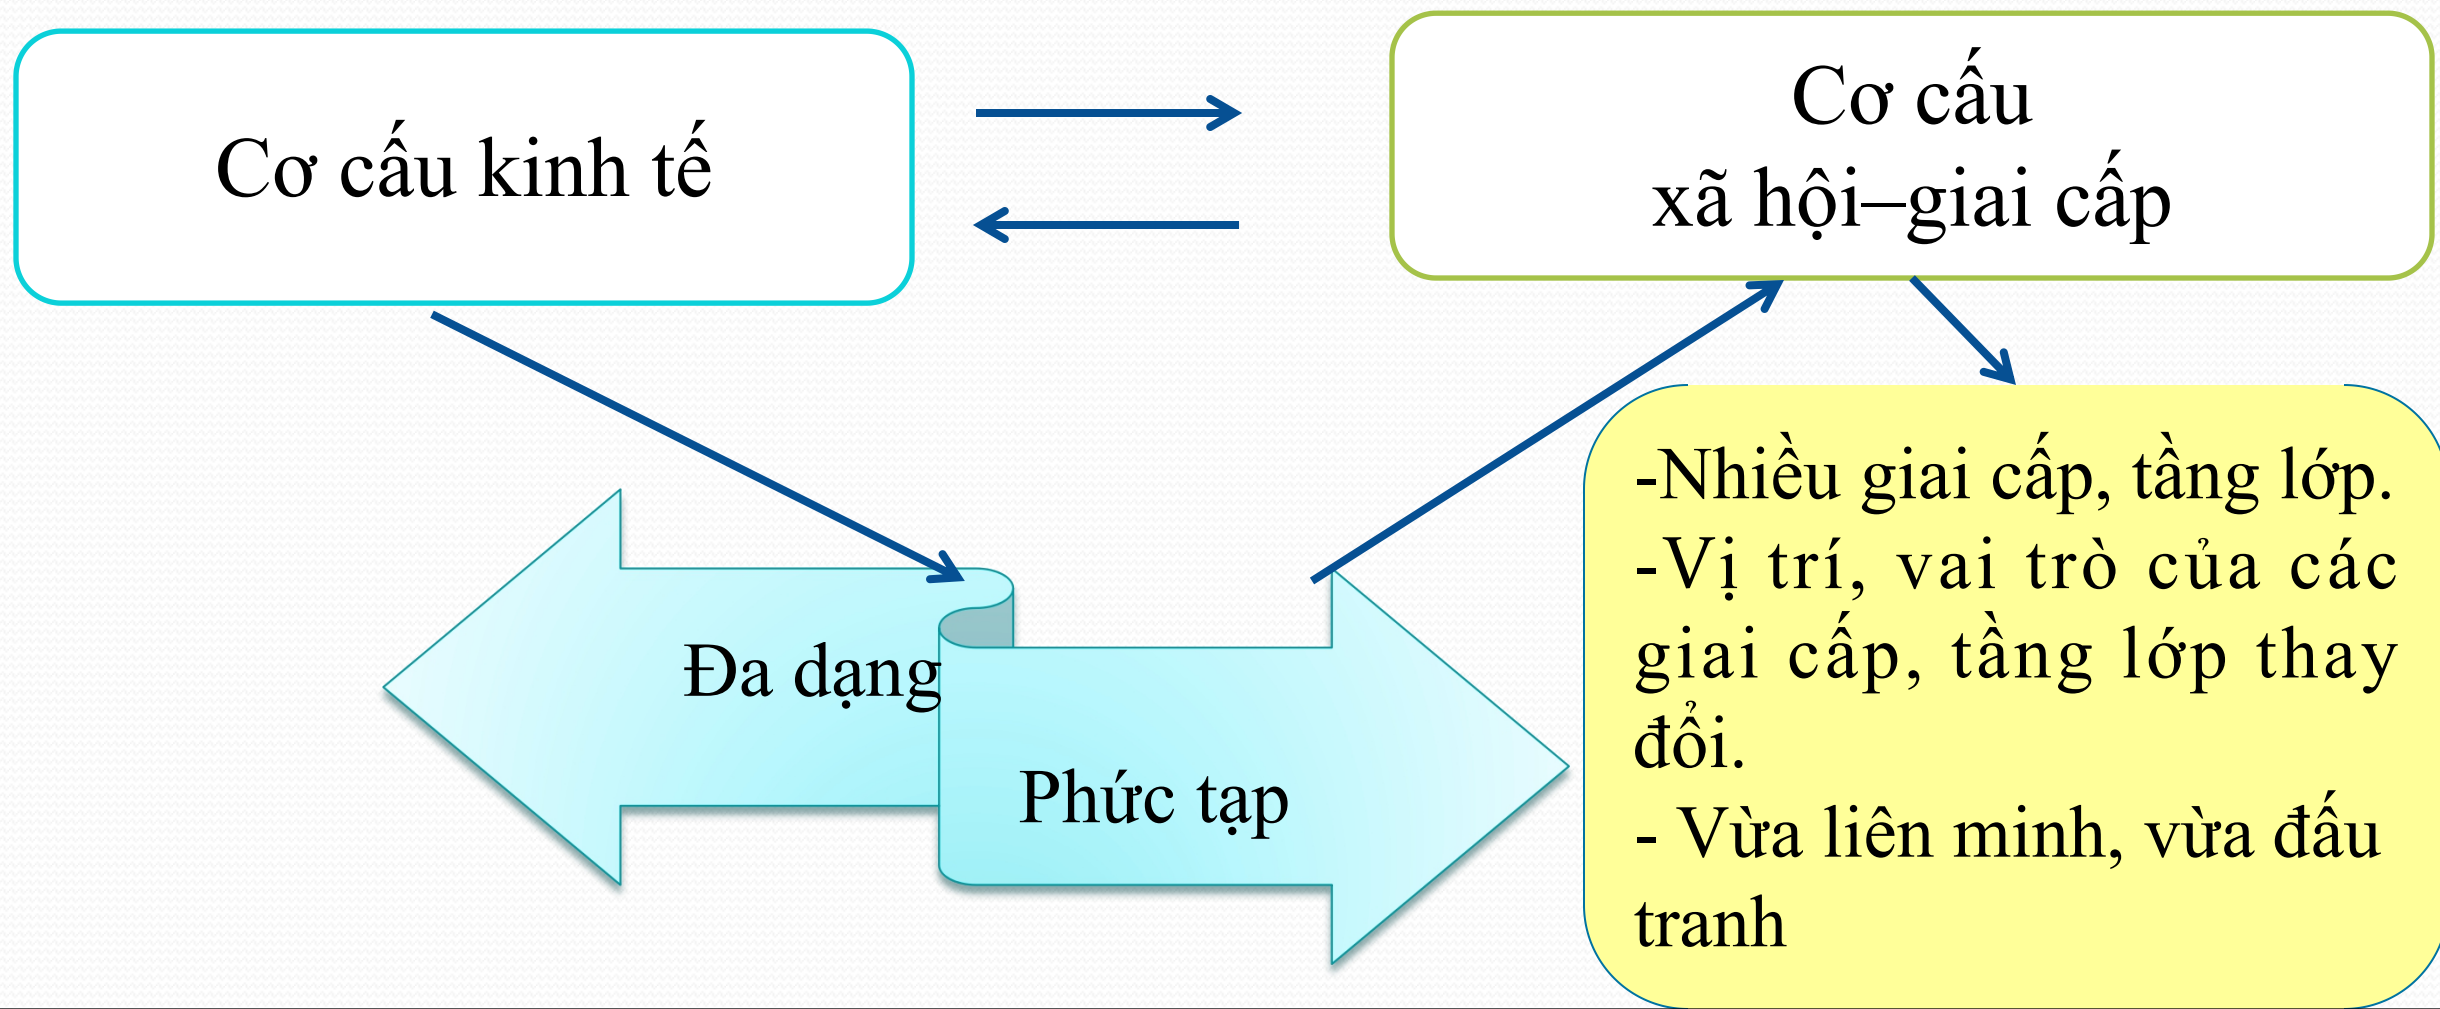 Cơ cấu kinh tế
Cơ cấu
xã hội–giai cấp
Đa dạng
Phức tạp
-Nhiều giai cấp, tầng lớp.
-Vị trí, vai trò của các
giai cấp, tầng lớp thay
đổi.
- Vừa liên minh, vừa đấu
tranh